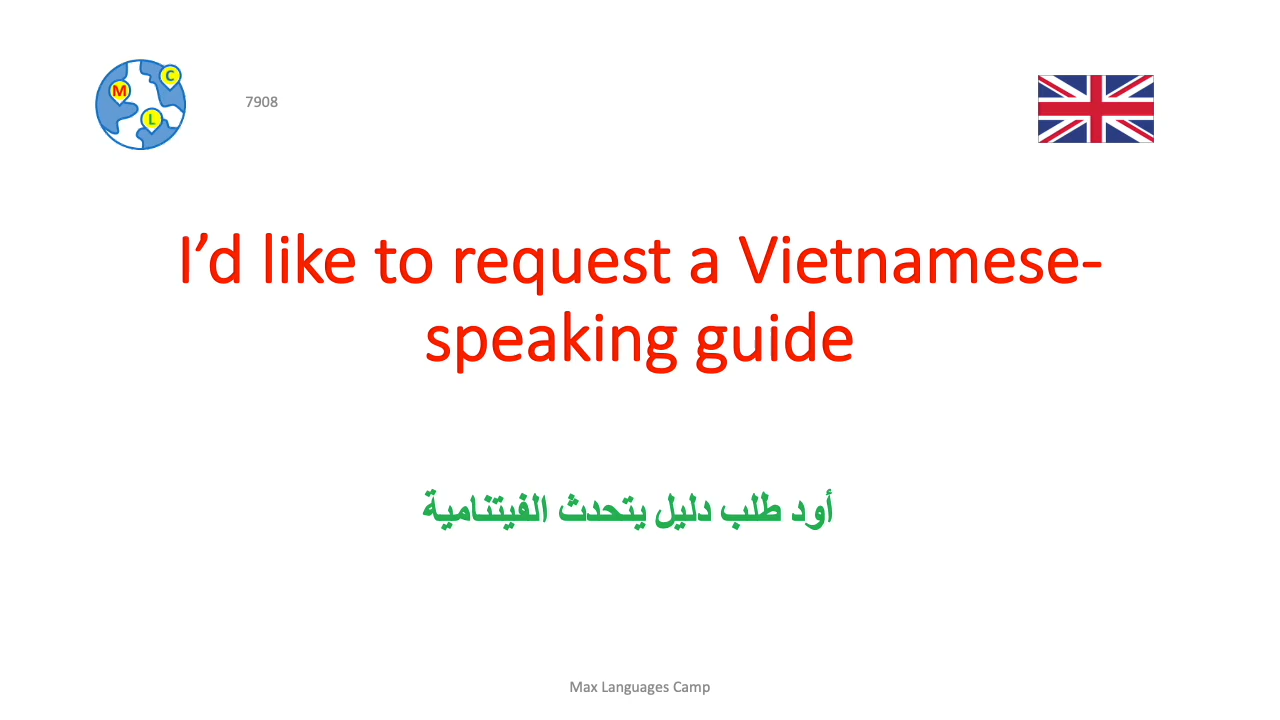 M
C
L
7908
I’d like to request a Vietnamese-
speaking guide
أود طلب دليل يتحدث الفيتنامية
Max Languages Camp